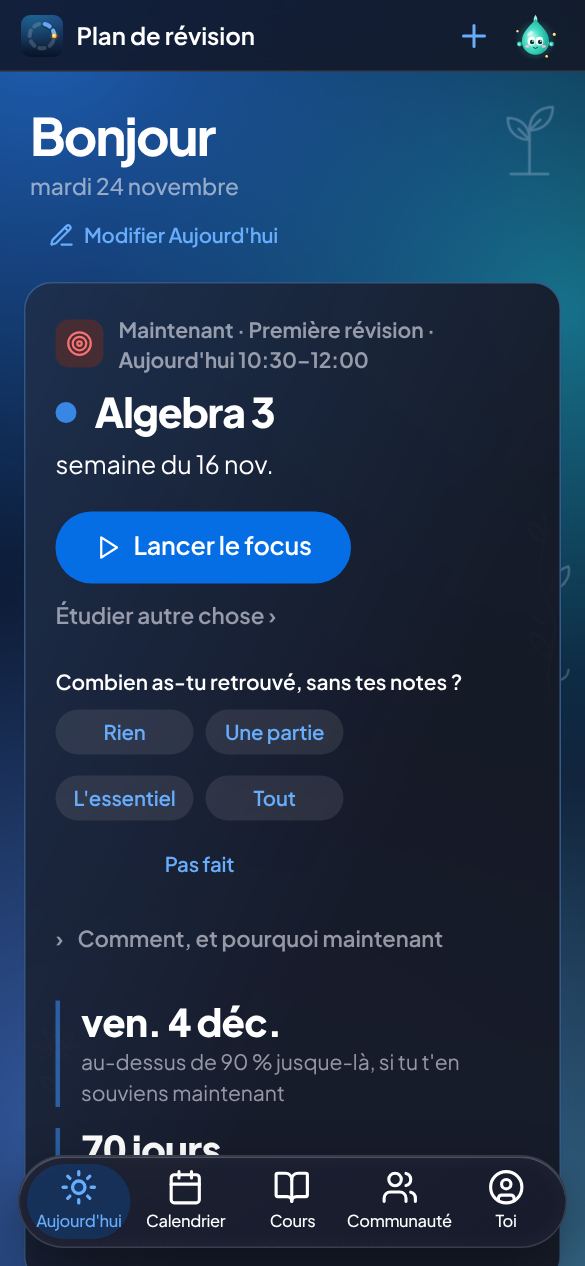 Plan de révision
Bonjour
mardi 24 novembre
Modifier Aujourd'hui
Maintenant · Première révision ·
Aujourd'hui 10:30–12:00
Algebra 3
semaine du 16 nov.
Lancer le focus
Étudier autre chose ›
Combien as-tu retrouvé, sans tes notes ?
Rien
Une partie
L'essentiel
Tout
Pas fait
› Comment, et pourquoi maintenant
ven. 4 déc.
au-dessus de 90 % jusque-là, si tu t'en
souviens maintenant
70 jours
Aujourd'hui
Calendrier
Cours
Communauté
Toi